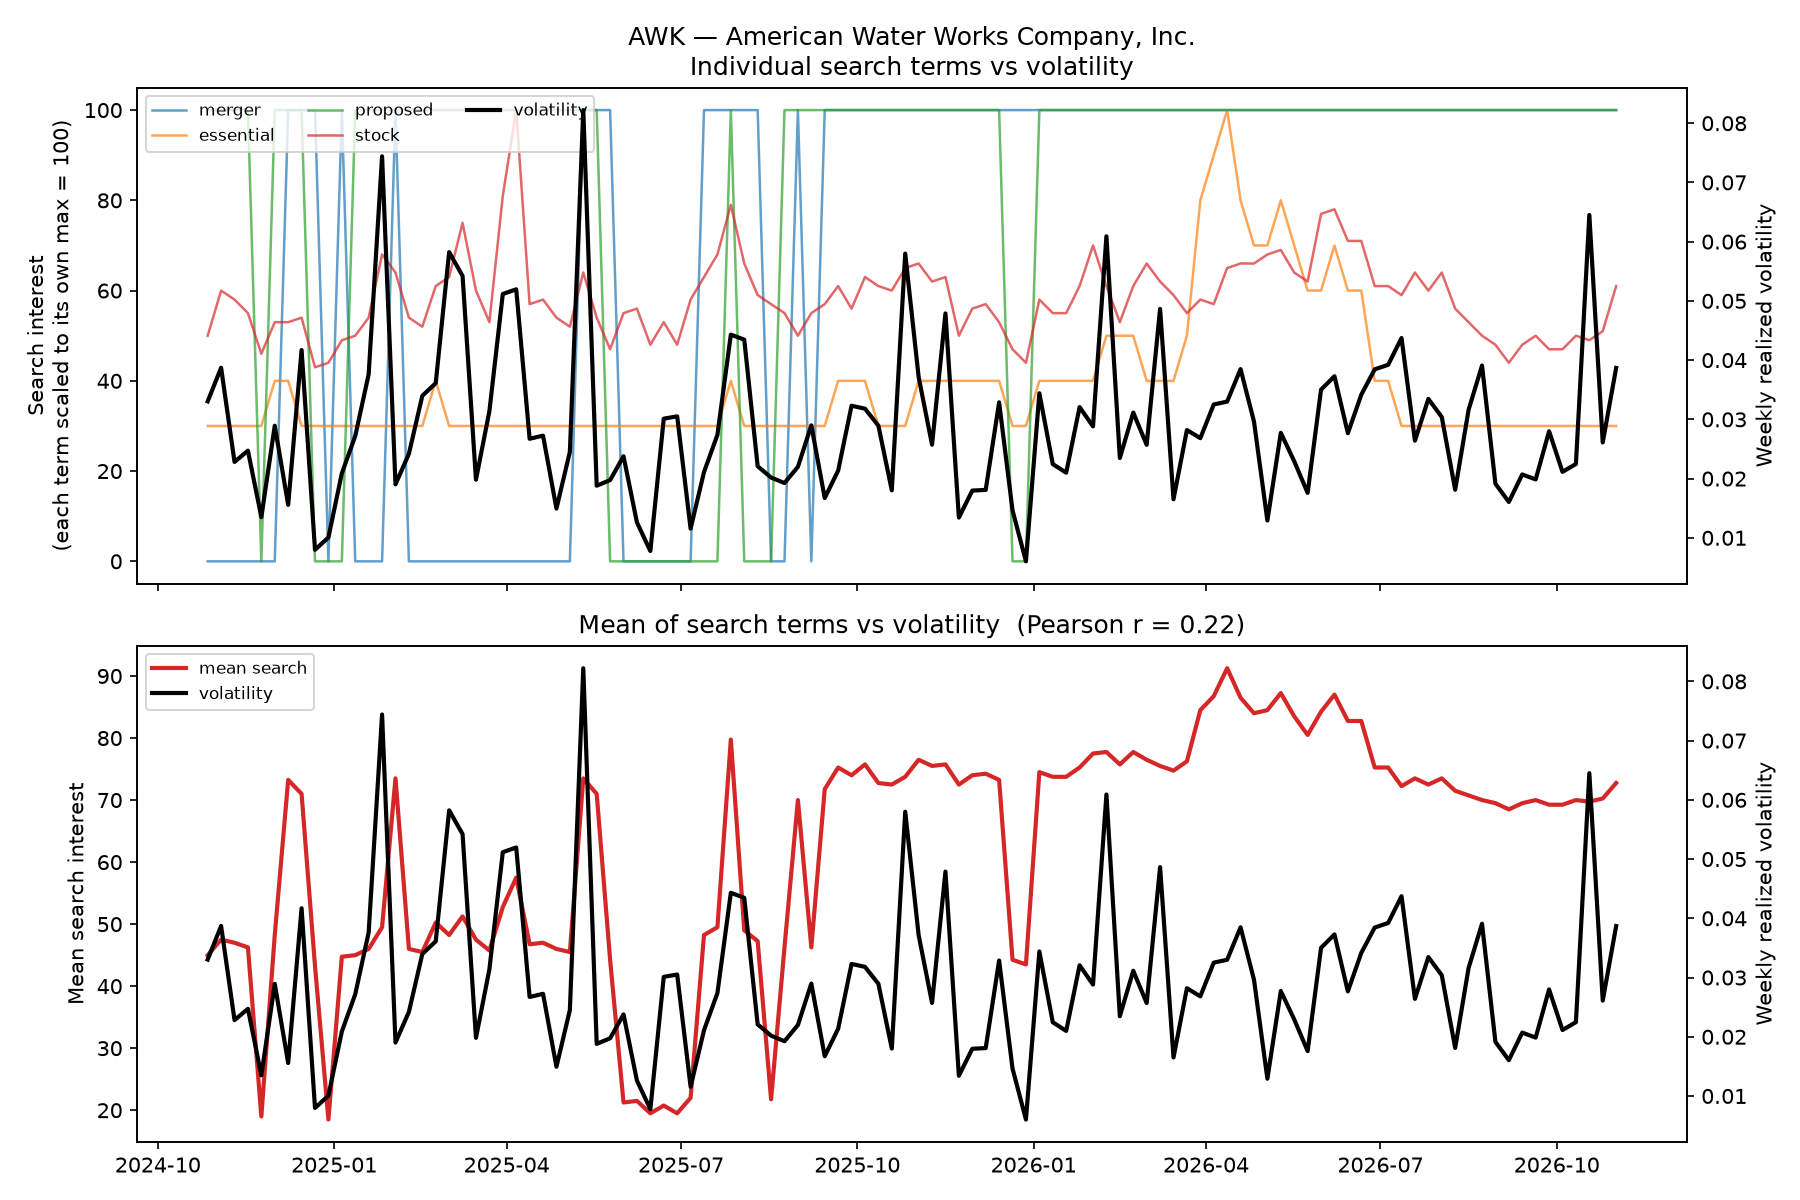 AWK — American Water Works Company, Inc.
Individual search terms vs volatility
merger
essential
proposed
stock
volatility
Search interest
(each term scaled to its own max = 100)
100
80
60
40
20
0
0.08
0.07
0.06
0.05
0.04
0.03
0.02
0.01
Weekly realized volatility
Mean of search terms vs volatility (Pearson r = 0.22)
mean search
volatility
Mean search interest
90
80
70
60
50
40
30
20
0.08
0.07
0.06
0.05
0.04
0.03
0.02
0.01
Weekly realized volatility
2024-10
2025-01
2025-04
2025-07
2025-10
2026-01
2026-04
2026-07
2026-10